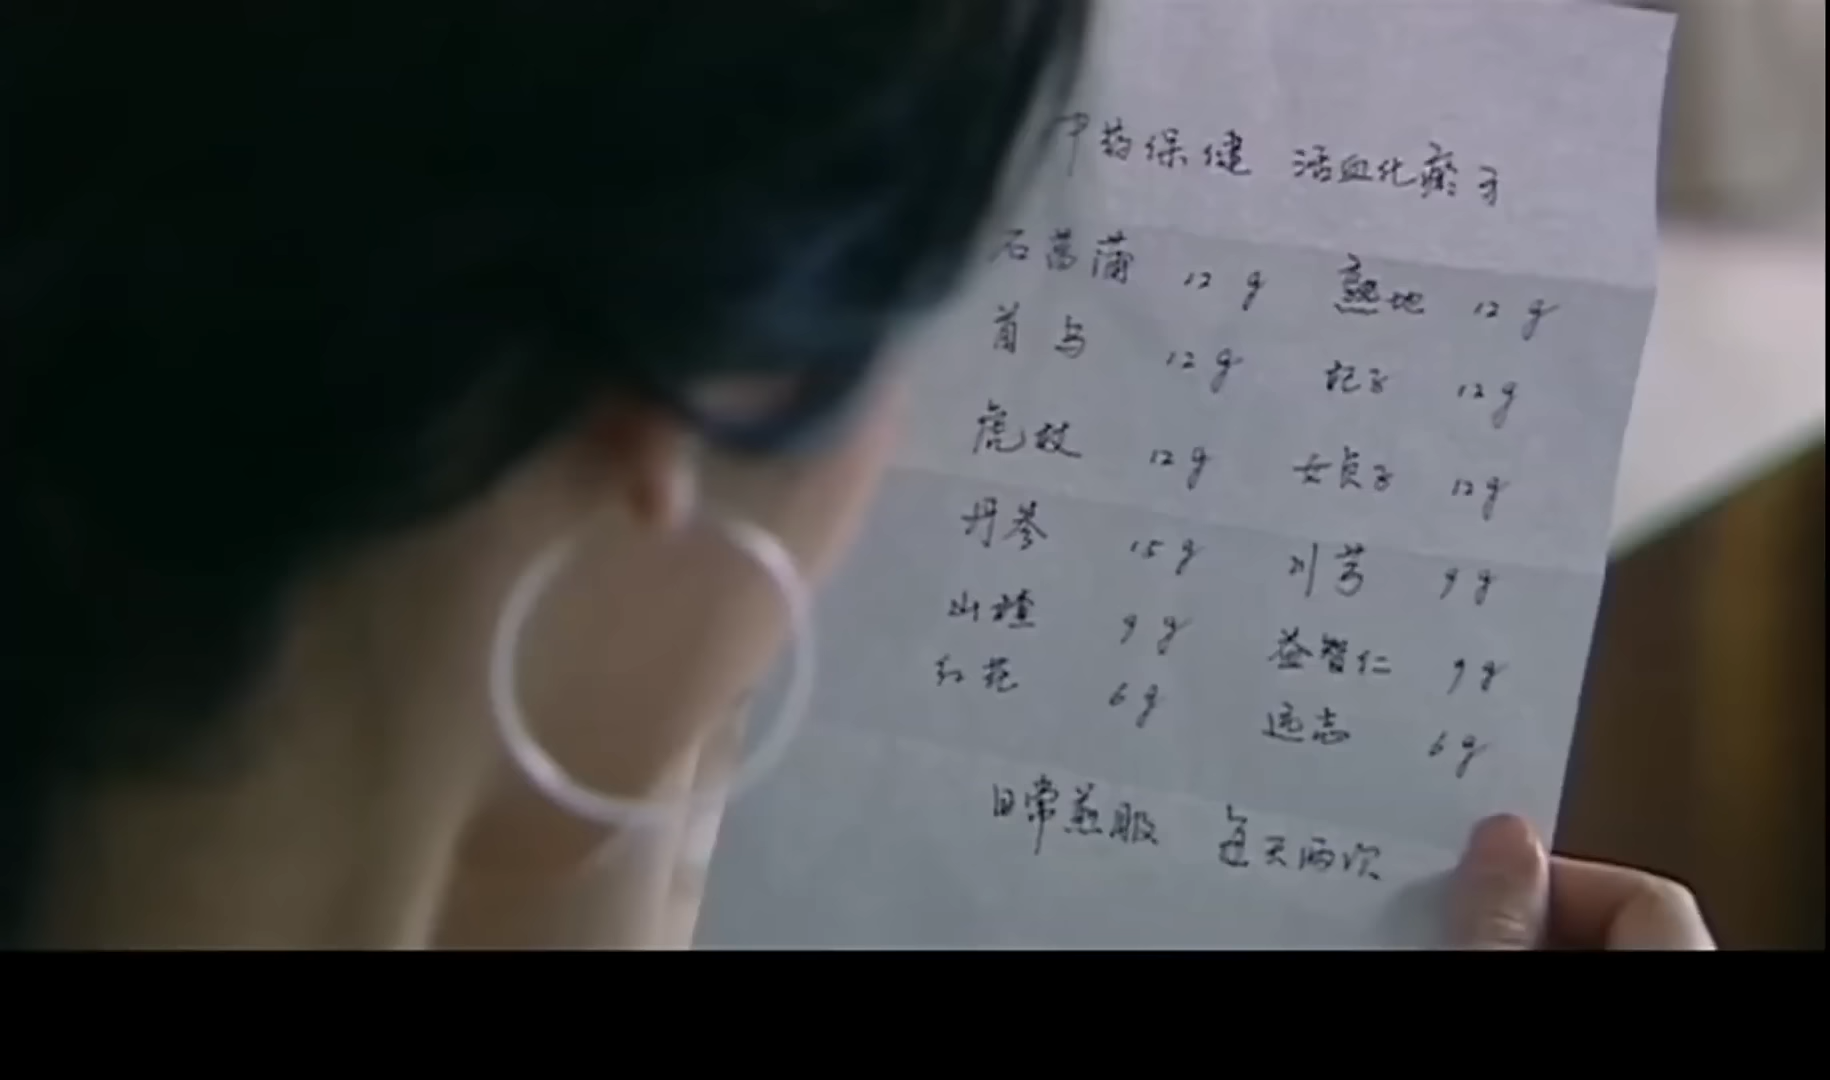 中药保健 活血化瘀方
石菖蒲 12g 熟地 12g
首乌 12g 杞子 12g
虎杖 12g 女贞子 12g
丹参 15g 川芎 9g
山楂 9g 益智仁 9g
红花 6g 远志 6g
日常煎服 每天两次